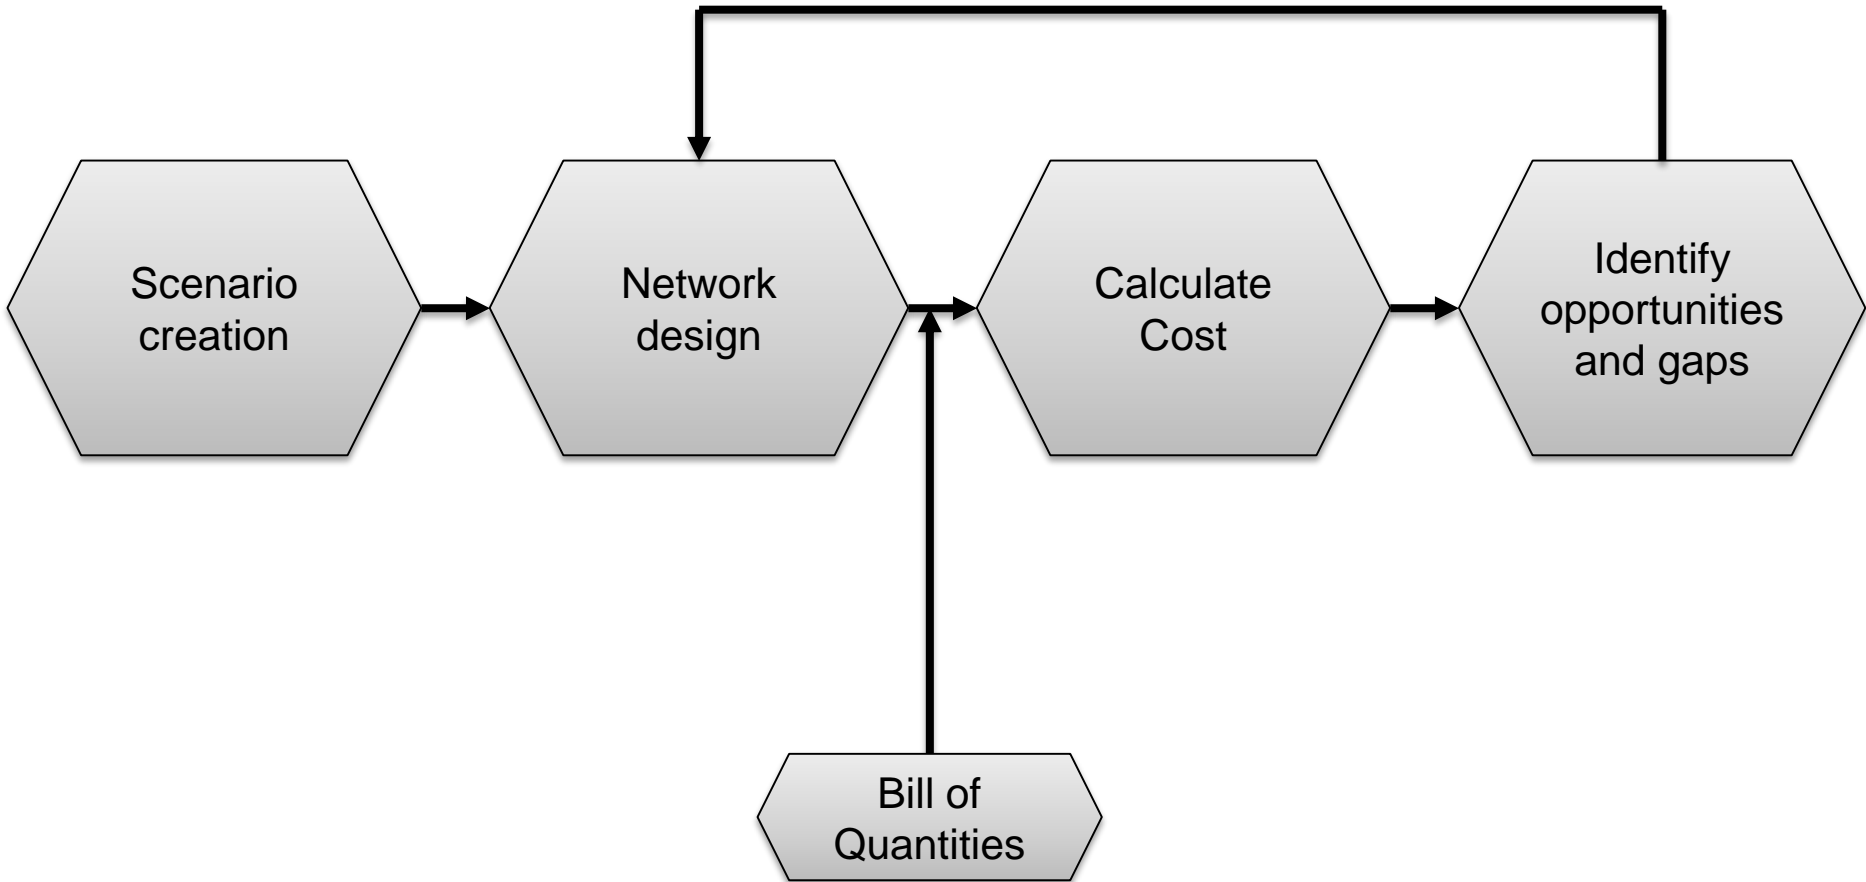 Scenario
creation
Network
design
Calculate
Cost
Identify
opportunities
and gaps
Bill of
Quantities